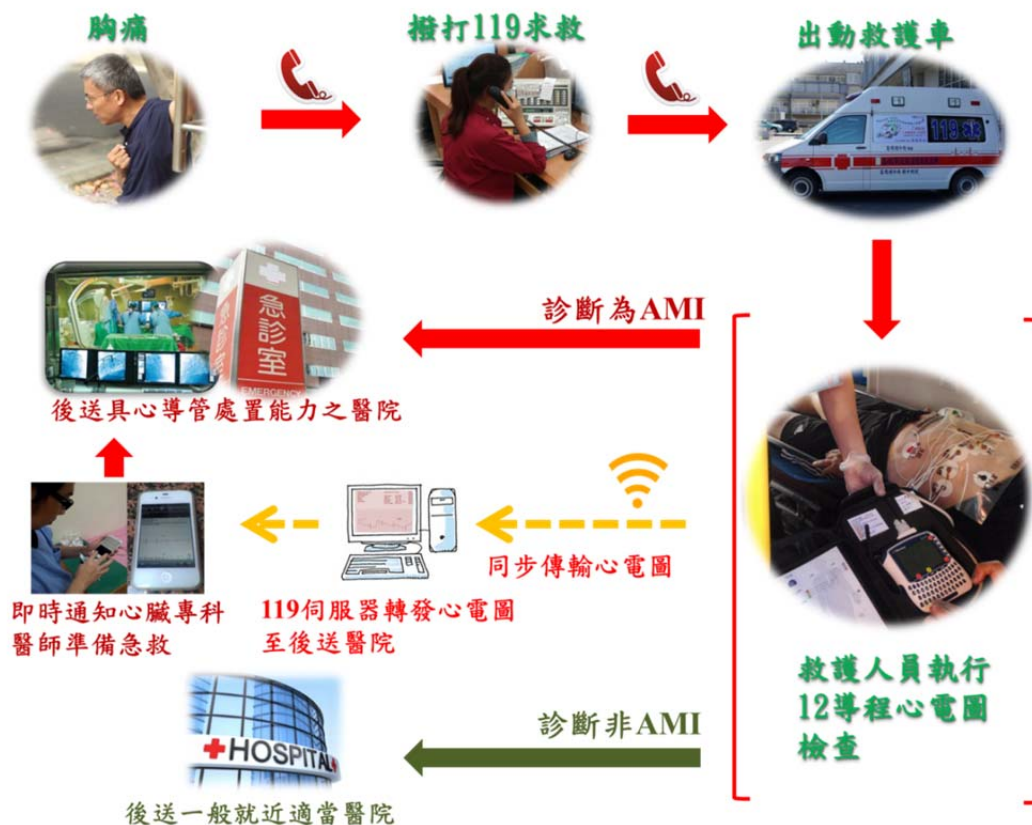 胸痛
撥打119求救
出動救護車
119
急診室
EMERGENCY
診斷為AMI
後送具心導管處置能力之醫院
同步傳輸心電圖
即時通知心臟專科
醫師準備急救
119伺服器轉發心電圖
至後送醫院
救護人員執行
12導程心電圖
檢查
HOSPITAL
診斷非AMI
後送一般就近適當醫院